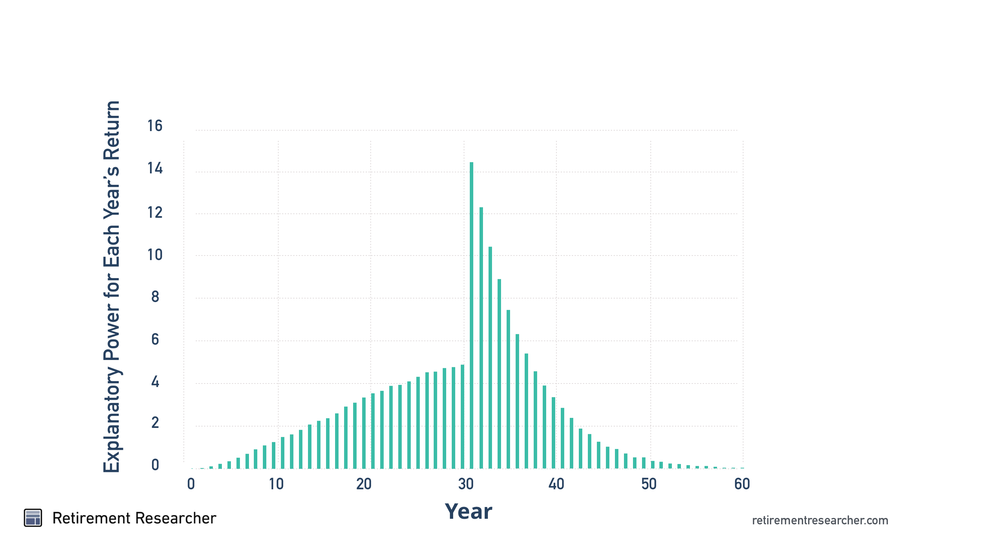 Explanatory Power for Each Year's Return
16
14
12
10
8
6
4
2
0
0 10 20 30 40 50 60
Year
Retirement Researcher
retirementresearcher.com